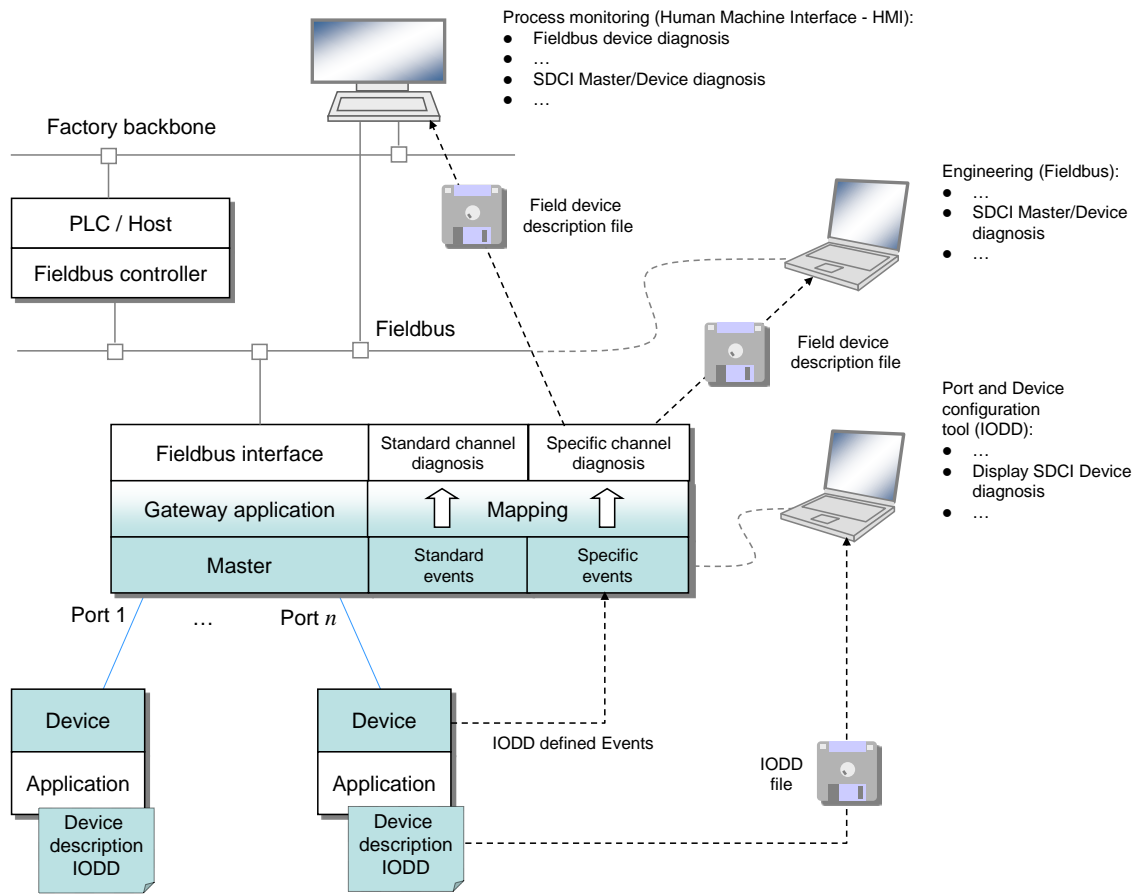 Process monitoring (Human Machine Interface - HMI):
● Fieldbus device diagnosis
● …
● SDCI Master/Device diagnosis
● …
Factory backbone
Engineering (Fieldbus):
● …
● SDCI Master/Device
diagnosis
● …
Field device
description file
PLC / Host
Fieldbus controller
Fieldbus
Field device
description file
Port and Device
configuration
tool (IODD):
● …
● Display SDCI Device
diagnosis
● …
Fieldbus interface
Standard channel
diagnosis
Specific channel
diagnosis
Gateway application
Mapping
Master
Standard
events
Specific
events
Port 1
…
Port n
Device
Application
Device
description
IODD
Device
Application
Device
description
IODD
IODD defined Events
IODD
file